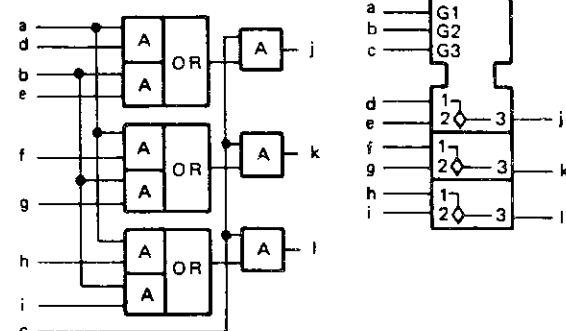 a
d
A
OR
A
j
b
e
A
f
A
OR
A
k
g
A
h
A
OR
A
l
i
A
c
a G1
b G2
c G3
d 1
e 2 3 j
f 1
g 2 3 k
h 1
i 2 3 l